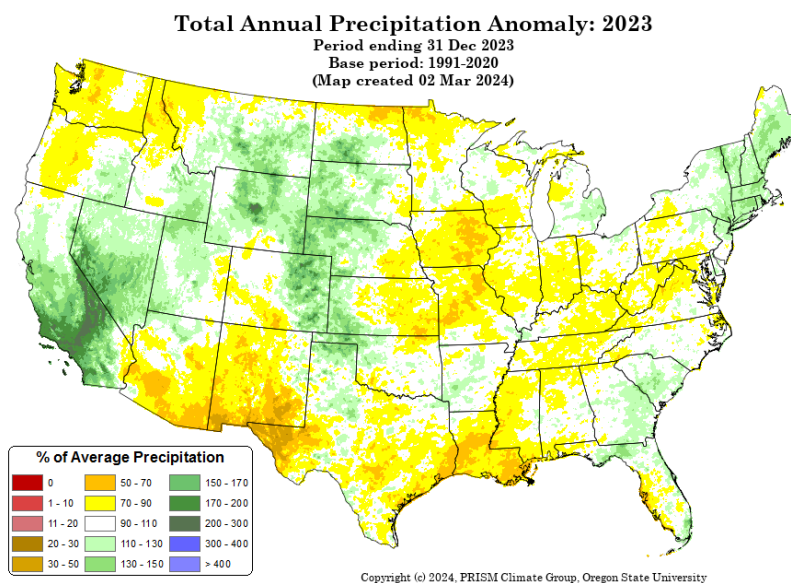 Total Annual Precipitation Anomaly: 2023
Period ending 31 Dec 2023
Base period: 1991-2020
(Map created 02 Mar 2024)
% of Average Precipitation
0
50 - 70
150 - 170
1 - 10
70 - 90
170 - 200
11 - 20
90 - 110
200 - 300
20 - 30
110 - 130
300 - 400
30 - 50
130 - 150
> 400
Copyright (c) 2024, PRISM Climate Group, Oregon State University